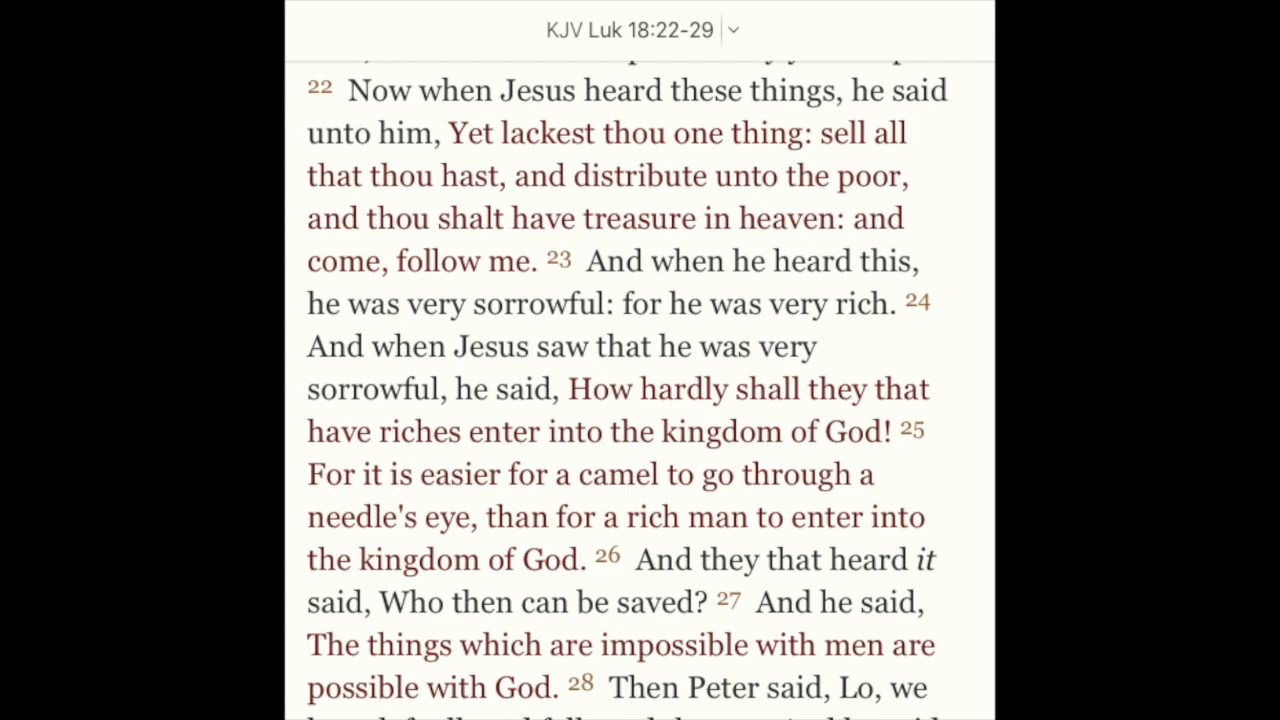 KJV Luk 18:22-29
22 Now when Jesus heard these things, he said
unto him, Yet lackest thou one thing: sell all
that thou hast, and distribute unto the poor,
and thou shalt have treasure in heaven: and
come, follow me. 23 And when he heard this,
he was very sorrowful: for he was very rich. 24
And when Jesus saw that he was very
sorrowful, he said, How hardly shall they that
have riches enter into the kingdom of God! 25
For it is easier for a camel to go through a
needle's eye, than for a rich man to enter into
the kingdom of God. 26 And they that heard it
said, Who then can be saved? 27 And he said,
The things which are impossible with men are
possible with God. 28 Then Peter said, Lo, we